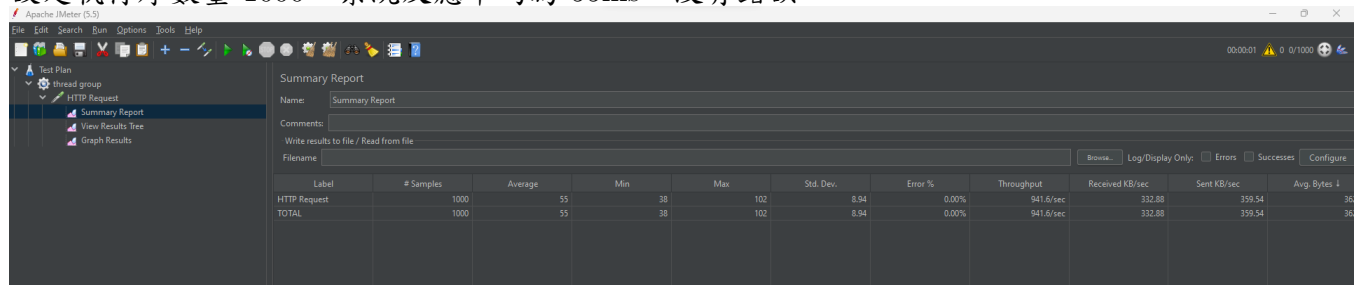 Apache JMeter (5.5)
File Edit Search Run Options Tools Help
00:00:01 0 0/1000
Test Plan
thread group
HTTP Request
Summary Report
View Results Tree
Graph Results
Summary Report
Name: Summary Report
Comments:
Write results to file / Read from file
Filename Browse... Log/Display Only: Errors Successes Configure
Label # Samples Average Min Max Std. Dev. Error % Throughput Received KB/sec Sent KB/sec Avg. Bytes ↓
HTTP Request 1000 55 38 102 8.94 0.00% 941.6/sec 332.88 359.54
TOTAL 1000 55 38 102 8.94 0.00% 941.6/sec 332.88 359.54